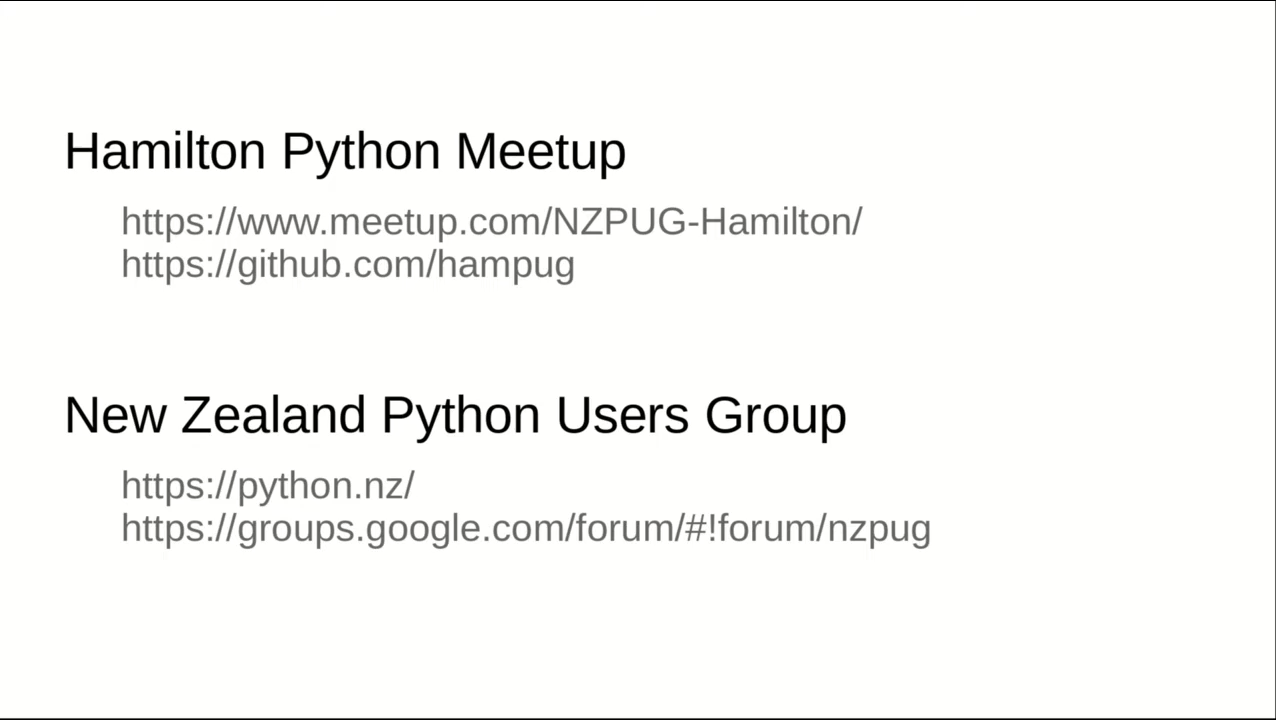 Hamilton Python Meetup
https://www.meetup.com/NZPUG-Hamilton/
https://github.com/hampug
New Zealand Python Users Group
https://python.nz/
https://groups.google.com/forum/#!forum/nzpug